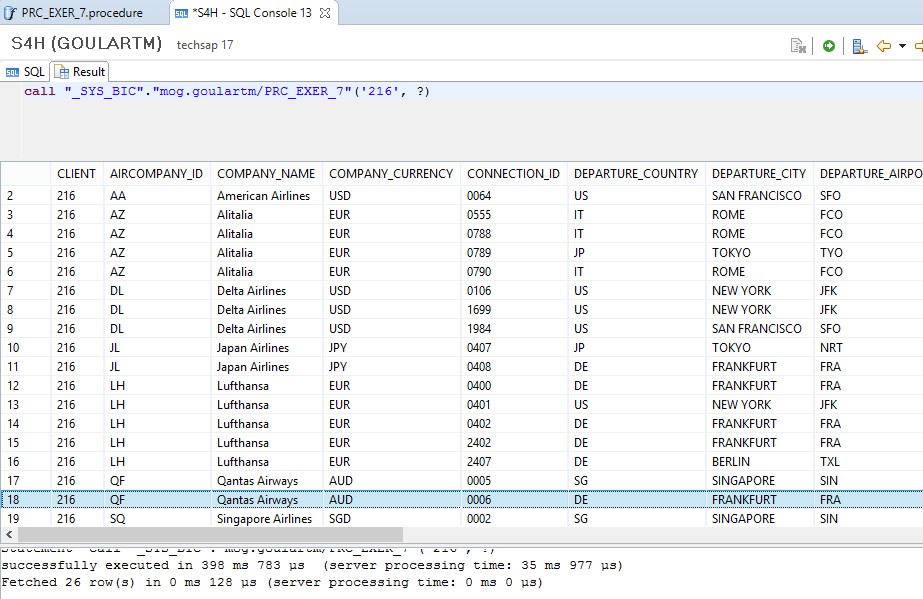 PRC_EXER_7.procedure
*S4H - SQL Console 13
S4H (GOULARTM) techsap 17
SQL Result
call "_SYS_BIC"."mog.goulartm/PRC_EXER_7"('216', ?)
CLIENT AIRCOMPANY_ID COMPANY_NAME COMPANY_CURRENCY CONNECTION_ID DEPARTURE_COUNTRY DEPARTURE_CITY DEPARTURE_AIRPO
2 216 AA American Airlines USD 0064 US SAN FRANCISCO SFO
3 216 AZ Alitalia EUR 0555 IT ROME FCO
4 216 AZ Alitalia EUR 0788 IT ROME FCO
5 216 AZ Alitalia EUR 0789 JP TOKYO TYO
6 216 AZ Alitalia EUR 0790 IT ROME FCO
7 216 DL Delta Airlines USD 0106 US NEW YORK JFK
8 216 DL Delta Airlines USD 1699 US NEW YORK JFK
9 216 DL Delta Airlines USD 1984 US SAN FRANCISCO SFO
10 216 JL Japan Airlines JPY 0407 JP TOKYO NRT
11 216 JL Japan Airlines JPY 0408 DE FRANKFURT FRA
12 216 LH Lufthansa EUR 0400 DE FRANKFURT FRA
13 216 LH Lufthansa EUR 0401 US NEW YORK JFK
14 216 LH Lufthansa EUR 0402 DE FRANKFURT FRA
15 216 LH Lufthansa EUR 2402 DE FRANKFURT FRA
16 216 LH Lufthansa EUR 2407 DE BERLIN TXL
17 216 QF Qantas Airways AUD 0005 SG SINGAPORE SIN
18 216 QF Qantas Airways AUD 0006 DE FRANKFURT FRA
19 216 SQ Singapore Airlines SGD 0002 SG SINGAPORE SIN
Statement 'call "_SYS_BIC"."mog.goulartm/PRC_EXER_7"('216', ?)'
successfully executed in 398 ms 783 µs (server processing time: 35 ms 977 µs)
Fetched 26 row(s) in 0 ms 128 µs (server processing time: 0 ms 0 µs)